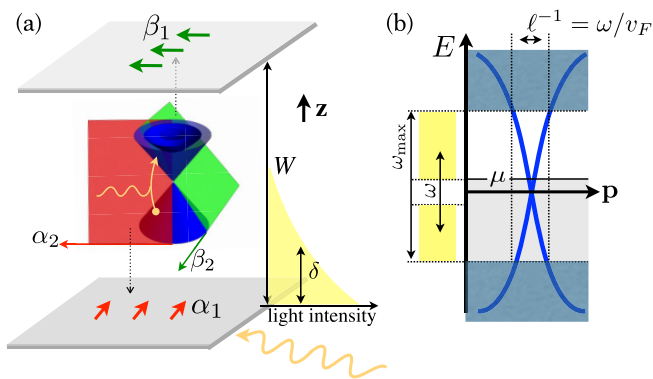 (a)
β₁
z
W
α₂
β₂
δ
α₁
light intensity
(b)
ℓ⁻¹ = ω/v_F
E
ω_max
ω
μ
p